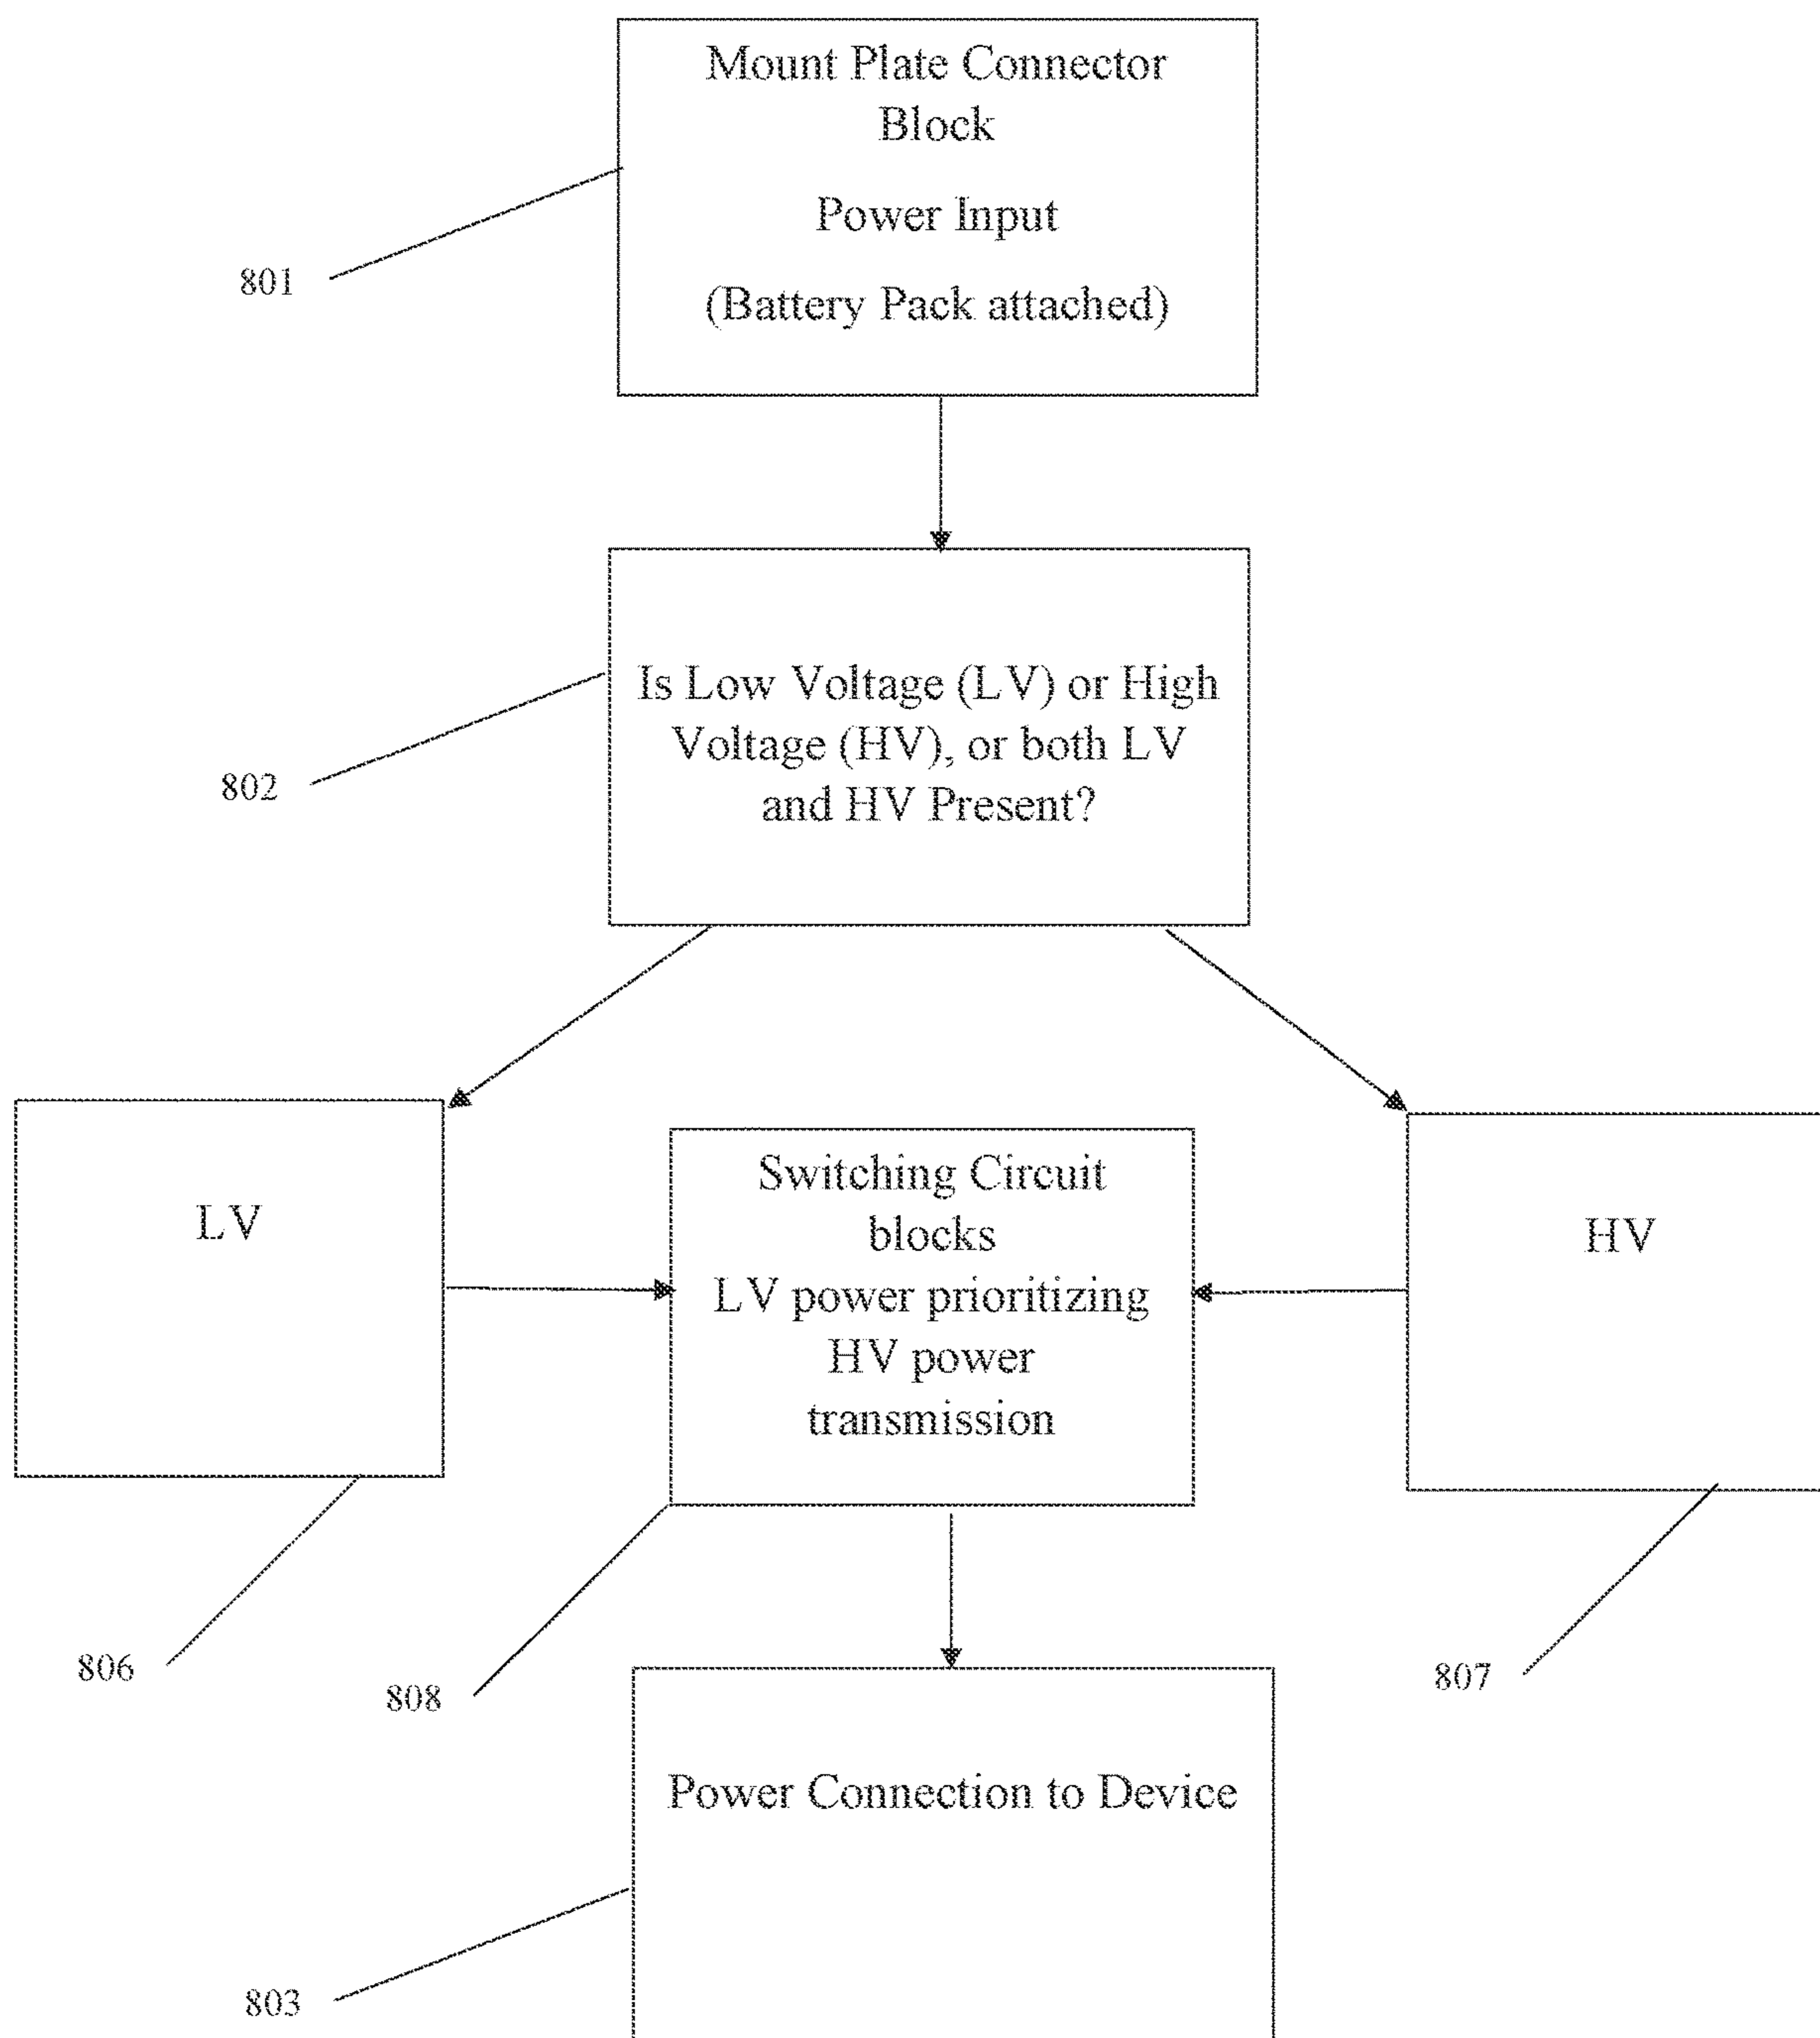 Mount Plate Connector
Block
Power Input
(Battery Pack attached)
801
Is Low Voltage (LV) or High
Voltage (HV), or both LV
and HV Present?
802
LV
Switching Circuit
blocks
LV power prioritizing
HV power
transmission
HV
806
808
807
Power Connection to Device
803